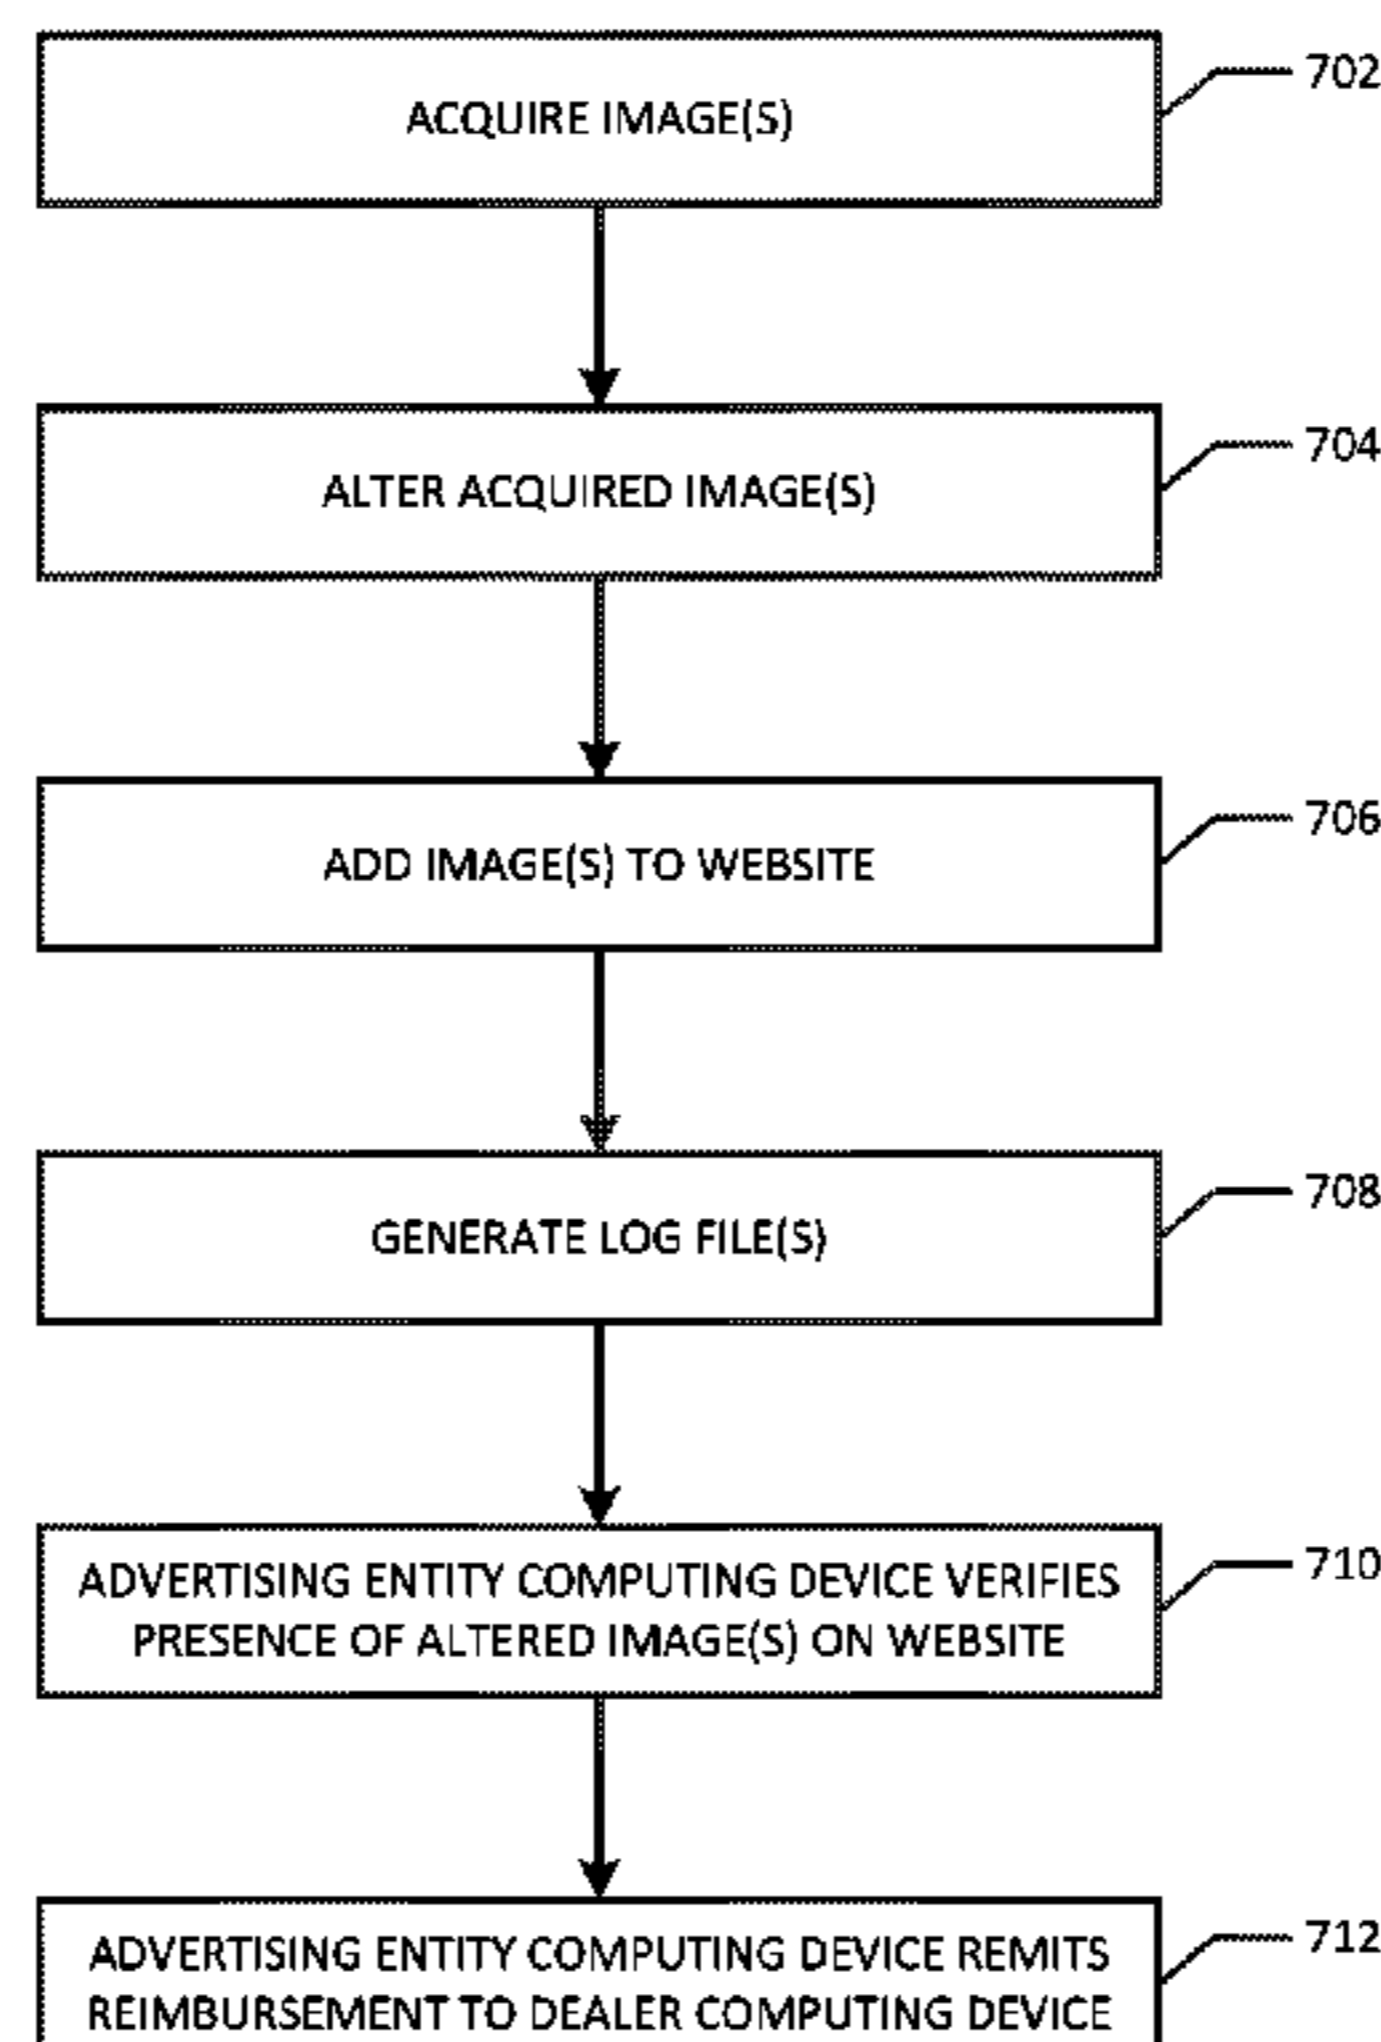 702
ACQUIRE IMAGE(S)
704
ALTER ACQUIRED IMAGE(S)
706
ADD IMAGE(S) TO WEBSITE
708
GENERATE LOG FILE(S)
710
ADVERTISING ENTITY COMPUTING DEVICE VERIFIES
PRESENCE OF ALTERED IMAGE(S) ON WEBSITE
712
ADVERTISING ENTITY COMPUTING DEVICE REMITS
REIMBURSEMENT TO DEALER COMPUTING DEVICE